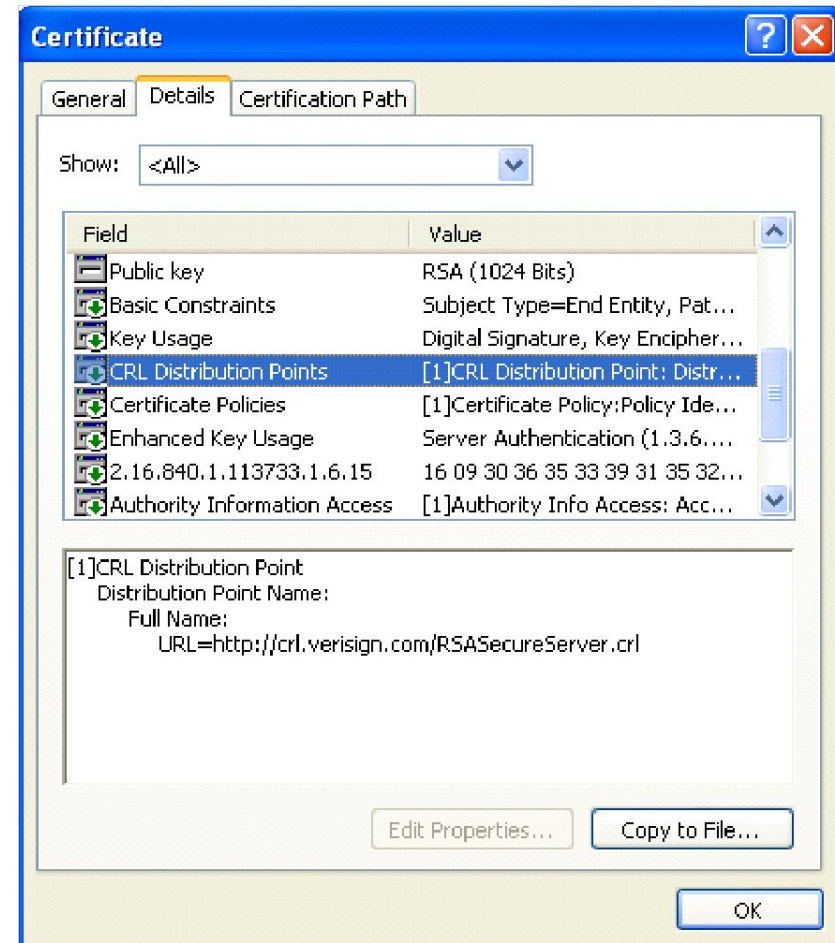 Certificate
General Details Certification Path
Show: <All>
Field Value
Public key RSA (1024 Bits)
Basic Constraints Subject Type=End Entity, Pat...
Key Usage Digital Signature, Key Encipher...
CRL Distribution Points [1]CRL Distribution Point: Distr...
Certificate Policies [1]Certificate Policy:Policy Ide...
Enhanced Key Usage Server Authentication (1.3.6....
2.16.840.1.113733.1.6.15 16 09 30 36 35 33 39 31 35 32...
Authority Information Access [1]Authority Info Access: Acc...
[1]CRL Distribution Point
Distribution Point Name:
Full Name:
URL=http://crl.verisign.com/RSASecureServer.crl
Edit Properties... Copy to File...
OK